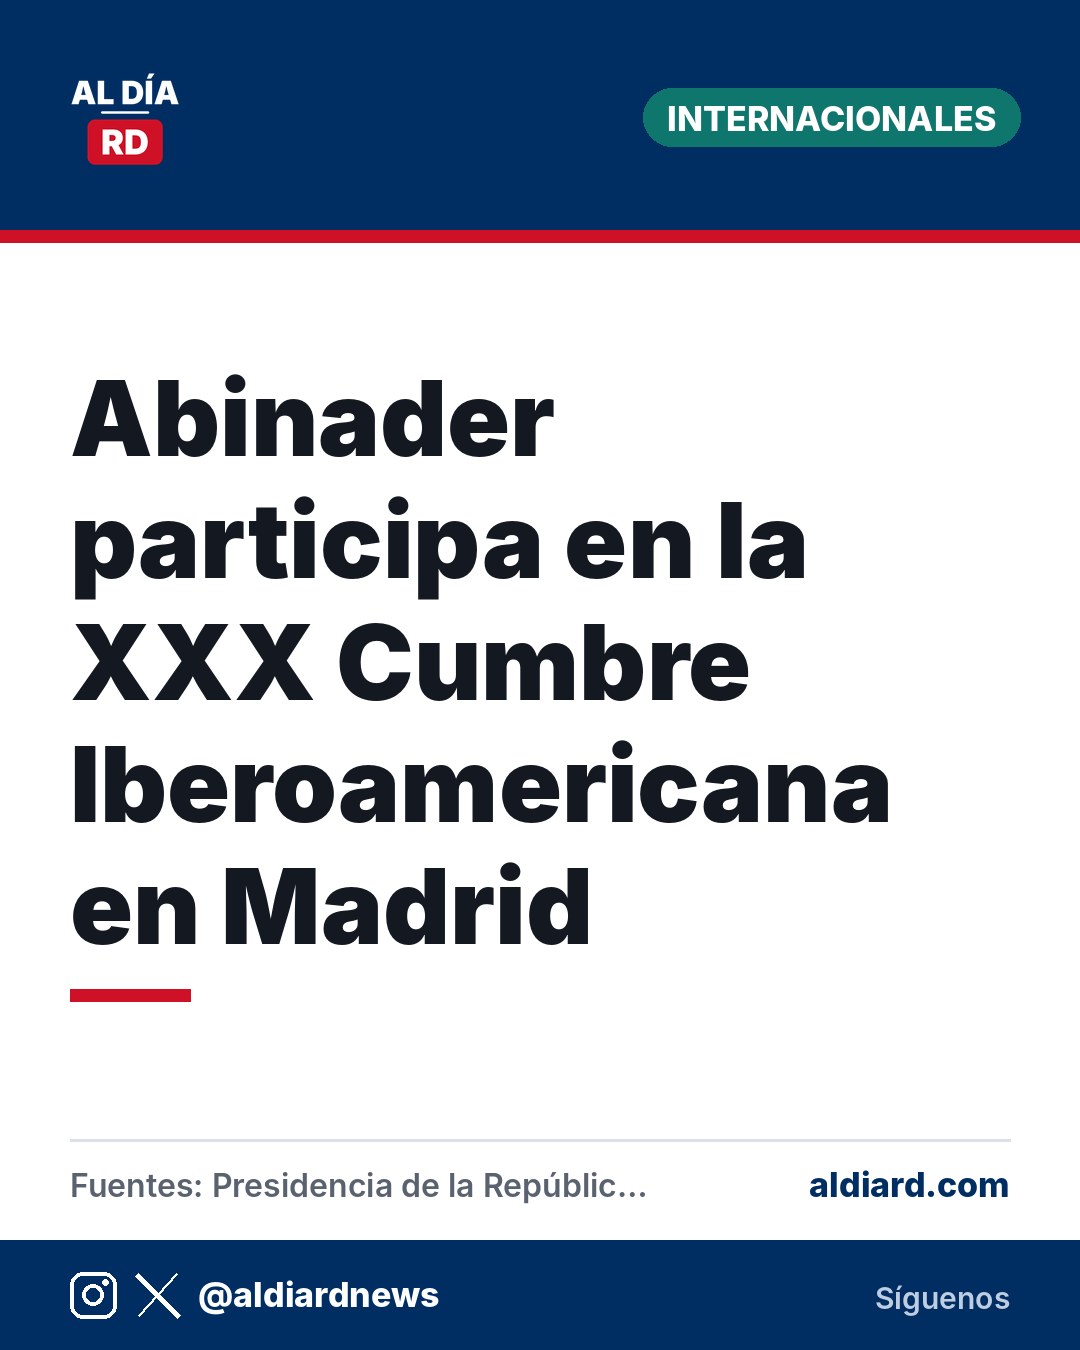 AL DÍA
RD
INTERNACIONALES
Abinader
participa en la
XXX Cumbre
Iberoamericana
en Madrid
Fuentes: Presidencia de la Repúblic...
aldiard.com
@aldiardnews
Síguenos